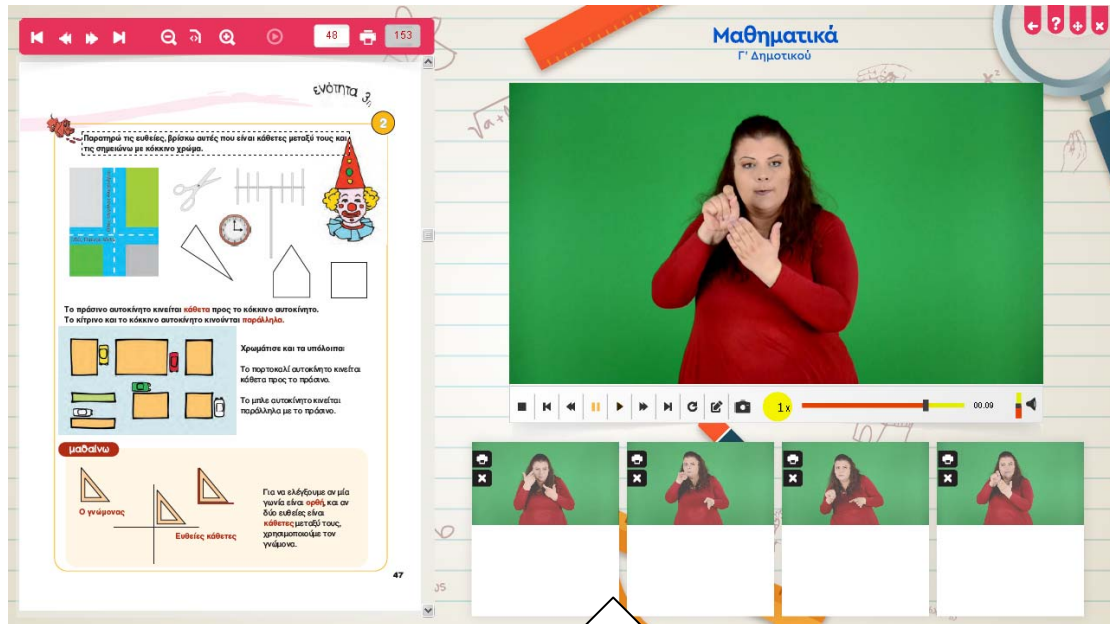 48
153
Μαθηματικά
Γ' Δημοτικού
ενότητα 3η
2
Παρατηρώ τις ευθείες, βρίσκω αυτές που είναι κάθετες μεταξύ τους και
τις σημειώνω με κόκκινο χρώμα.
Το πράσινο αυτοκίνητο κινείται κάθετα προς το κόκκινο αυτοκίνητο.
Το κίτρινο και το κόκκινο αυτοκίνητο κινούνται παράλληλα.
Χρωμάτισε και τα υπόλοιπα:
Το πορτοκαλί αυτοκίνητο κινείται
κάθετα προς το πράσινο.
Το μπλε αυτοκίνητο κινείται
παράλληλα με το πράσινο.
μαθαίνω
Ο γνώμονας
Ευθείες κάθετες
Για να ελέγξουμε αν μία
γωνία είναι ορθή, και αν
δύο ευθείες είναι
κάθετες μεταξύ τους,
χρησιμοποιούμε τον
γνώμονα.
47
1x
00.09